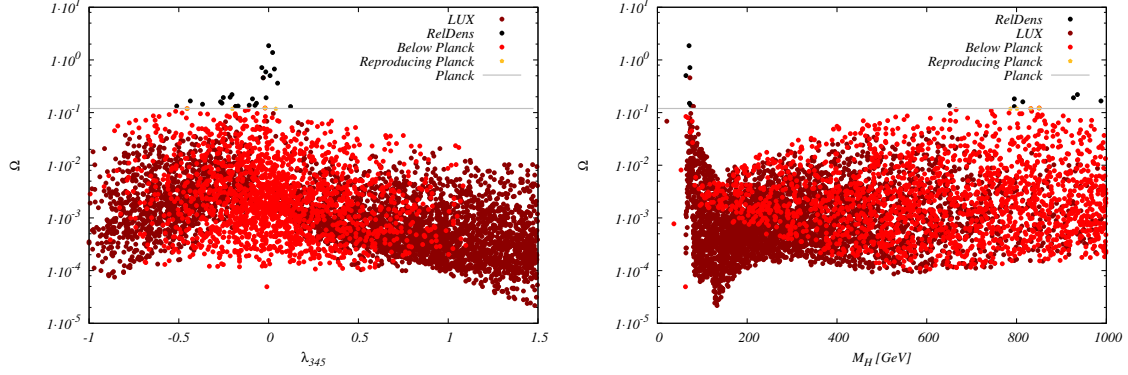 LUX
RelDens
Below Planck
Reproducing Planck
Planck
1·10^1
1·10^0
1·10^-1
1·10^-2
1·10^-3
1·10^-4
1·10^-5
Ω
-1 -0.5 0 0.5 1 1.5
λ_345
RelDens
LUX
Below Planck
Reproducing Planck
Planck
1·10^1
1·10^0
1·10^-1
1·10^-2
1·10^-3
1·10^-4
1·10^-5
Ω
0 200 400 600 800 1000
M_H [GeV]